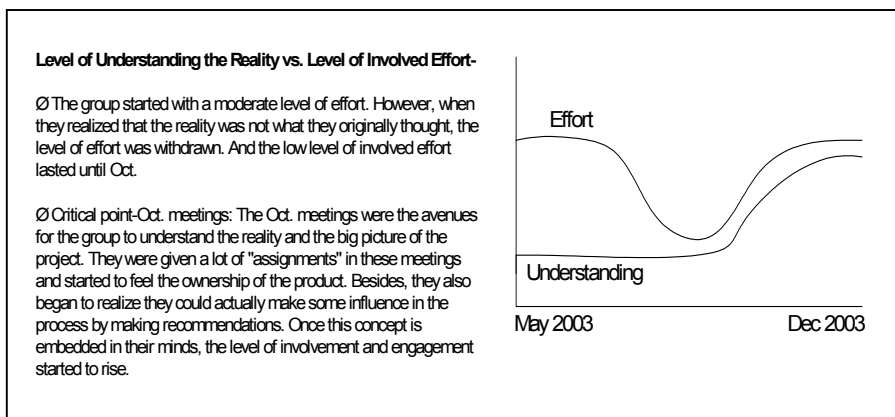 Level of Understanding the Reality vs. Level of Involved Effort-
Ø The group started with a moderate level of effort. However, when
they realized that the reality was not what they originally thought, the
level of effort was withdrawn. And the low level of involved effort
lasted until Oct.
Ø Critical point-Oct. meetings: The Oct. meetings were the avenues
for the group to understand the reality and the big picture of the
project. They were given a lot of "assignments" in these meetings
and started to feel the ownership of the product. Besides, they also
began to realize they could actually make some influence in the
process by making recommendations. Once this concept is
embedded in their minds, the level of involvement and engagement
started to rise.
Effort
Understanding
May 2003
Dec 2003